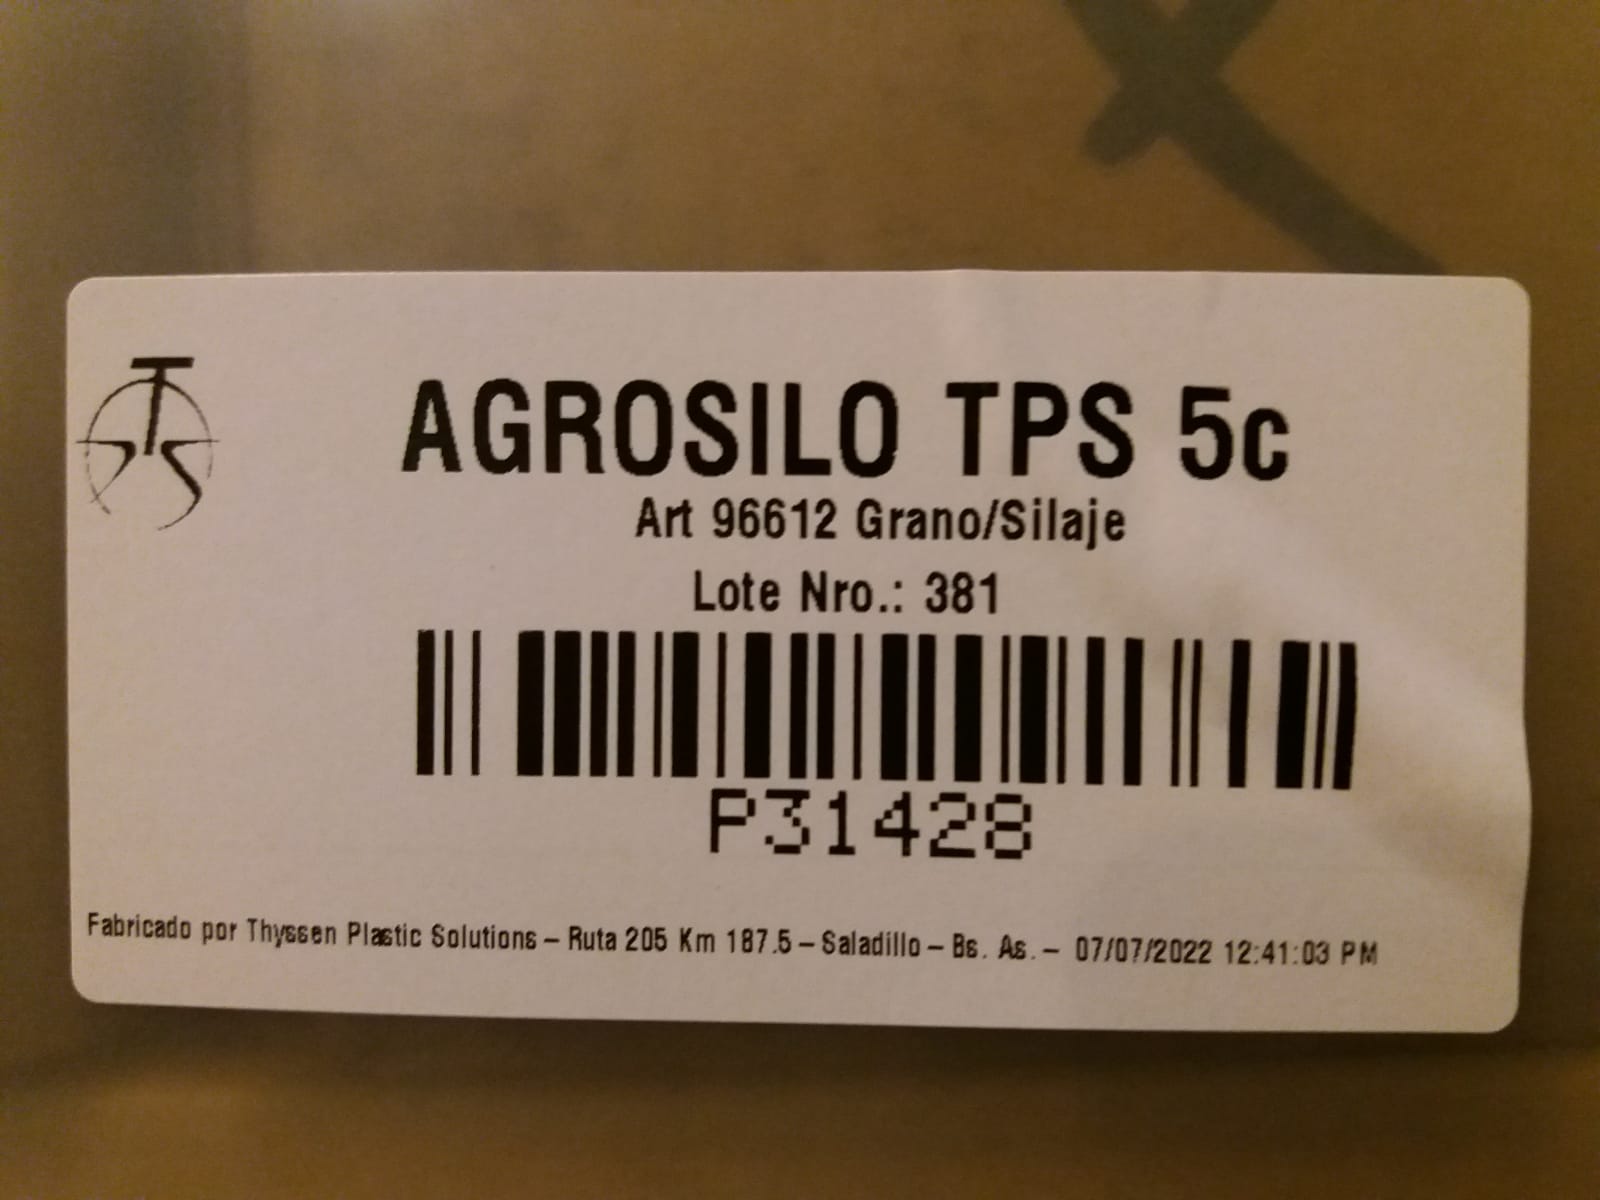 TPS
AGROSILO TPS 5c
Art 96612 Grano/Silaje
Lote Nro.: 381
P31428
Fabricado por Thyssen Plastic Solutions – Ruta 205 Km 187.5 – Saladillo – Bs. As. – 07/07/2022 12:41:03 PM